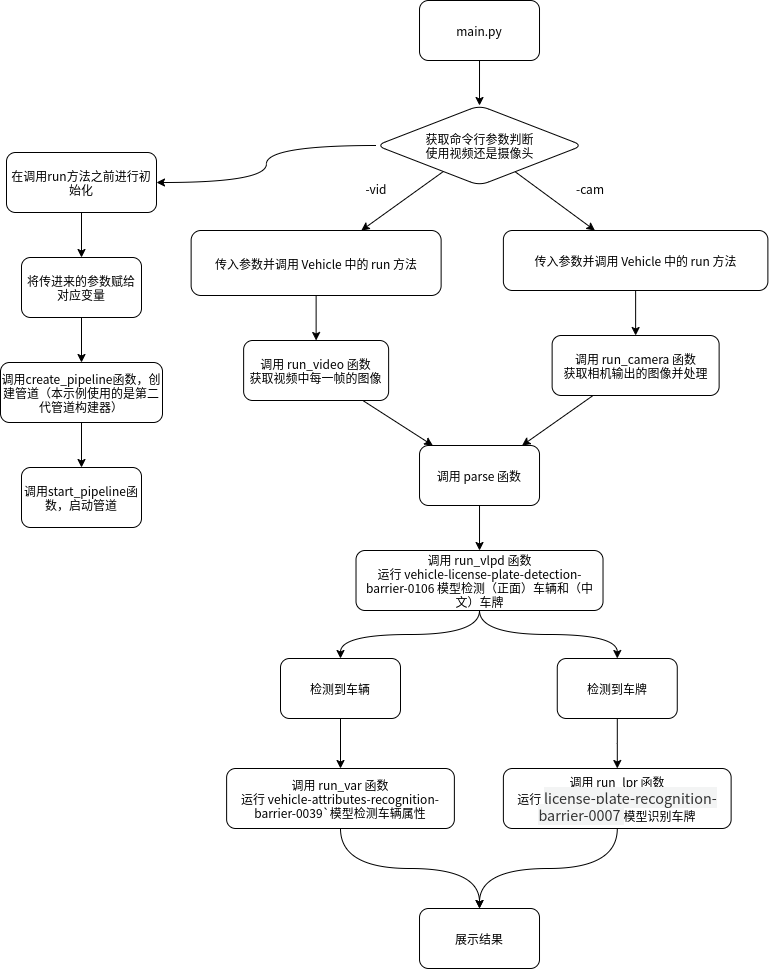 main.py
获取命令行参数判断
使用视频还是摄像头
在调用run方法之前进行初
始化
-vid
-cam
传入参数并调用 Vehicle 中的 run 方法
传入参数并调用 Vehicle 中的 run 方法
将传进来的参数赋给
对应变量
调用 run_video 函数
获取视频中每一帧的图像
调用 run_camera 函数
获取相机输出的图像并处理
调用create_pipeline函数，创
建管道（本示例使用的是第二
代管道构建器）
调用 parse 函数
调用start_pipeline函
数，启动管道
调用 run_vlpd 函数
运行 vehicle-license-plate-detection-
barrier-0106 模型检测（正面）车辆和（中
文）车牌
检测到车辆
检测到车牌
调用 run_var 函数
运行 vehicle-attributes-recognition-
barrier-0039`模型检测车辆属性
调用 run_lpr 函数
运行 license-plate-recognition-
barrier-0007 模型识别车牌
展示结果